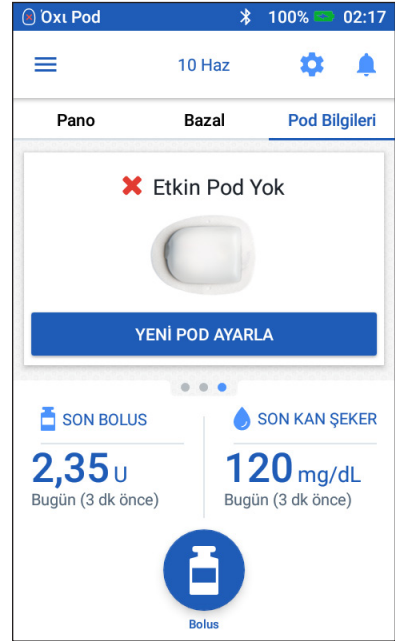 Όχι Pod 100% 02:17
10 Haz
Pano Bazal Pod Bilgileri
Etkin Pod Yok
YENİ POD AYARLA
SON BOLUS SON KAN ŞEKER
2,35 U 120 mg/dL
Bugün (3 dk önce) Bugün (3 dk önce)
Bolus